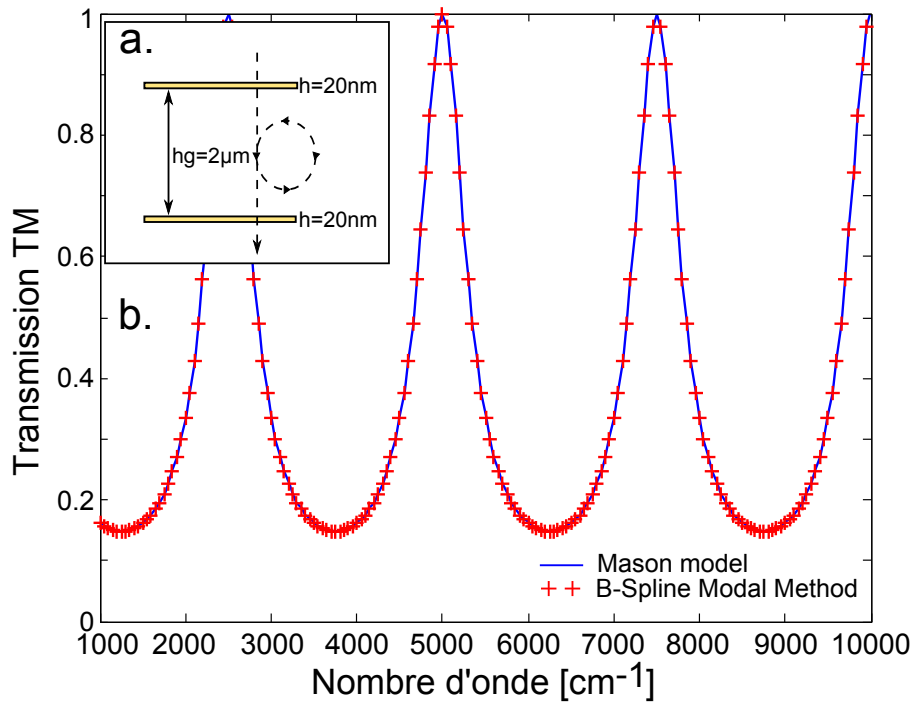 a.
h=20nm
hg=2µm
h=20nm
b.
Mason model
B-Spline Modal Method
Transmission TM
1
0.8
0.6
0.4
0.2
0
1000 2000 3000 4000 5000 6000 7000 8000 9000 10000
Nombre d'onde [cm⁻¹]